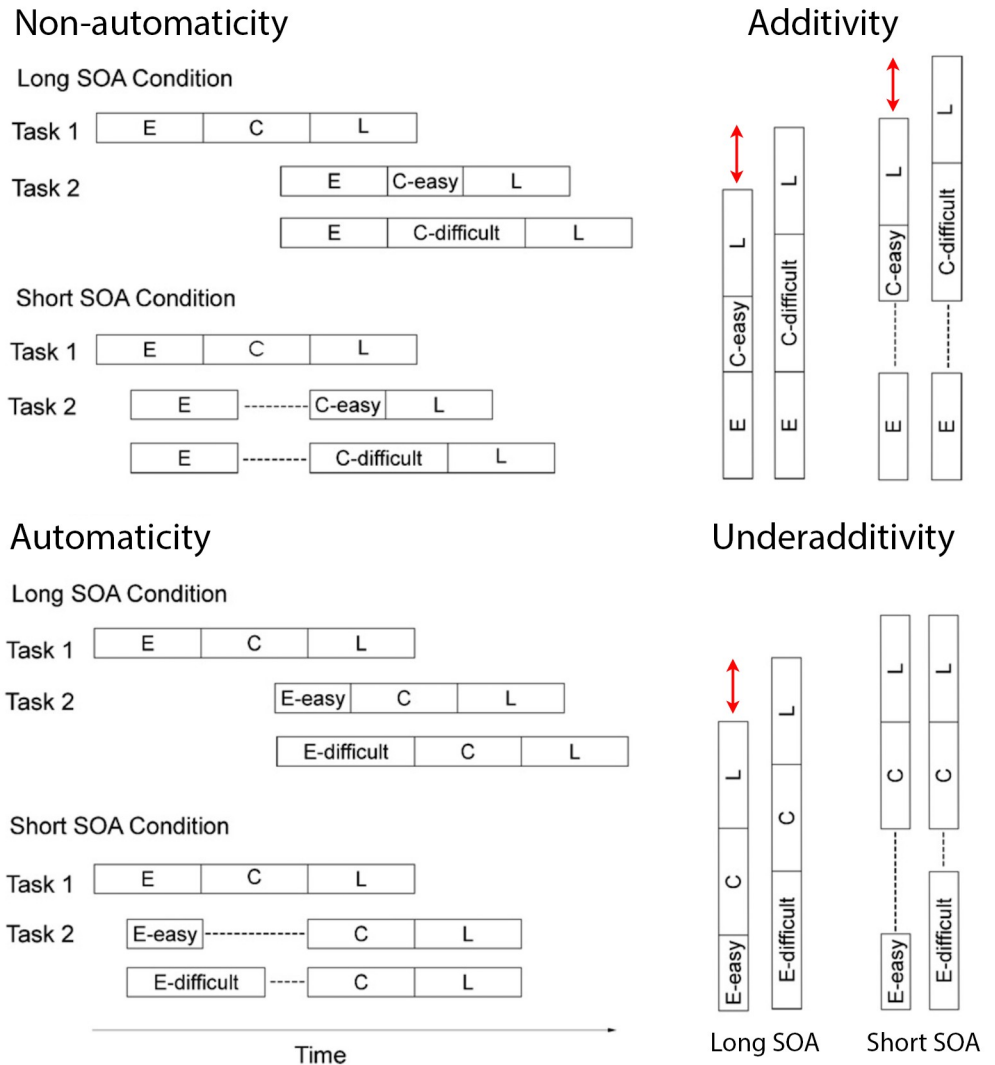 Non-automaticity
Long SOA Condition
Task 1 E C L
Task 2 E C-easy L
E C-difficult L
Short SOA Condition
Task 1 E C L
Task 2 E C-easy L
E C-difficult L
Additivity
E C-easy L
E C-difficult L
E C-easy L
E C-difficult L
Automaticity
Long SOA Condition
Task 1 E C L
Task 2 E-easy C L
E-difficult C L
Short SOA Condition
Task 1 E C L
Task 2 E-easy C L
E-difficult C L
Time
Underadditivity
E-easy C L
E-difficult C L
E-easy C L
E-difficult C L
Long SOA Short SOA